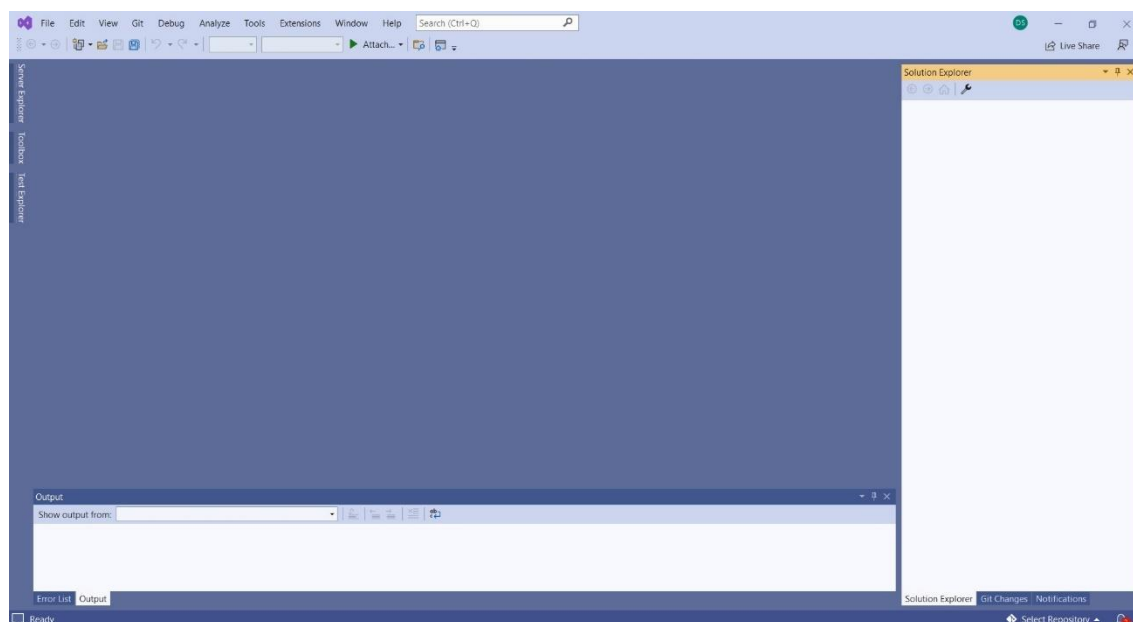 File Edit View Git Debug Analyze Tools Extensions Window Help Search (Ctrl+Q) DS
Attach... Live Share
Server Explorer
Toolbox
Test Explorer
Solution Explorer
Output
Show output from:
Error List Output
Solution Explorer Git Changes Notifications
Ready Select Repository